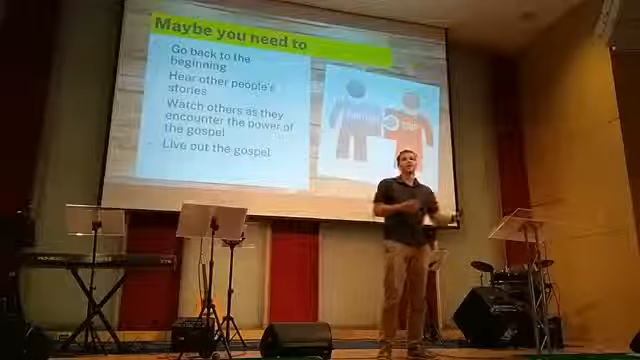 Maybe you need to
Go back to the
beginning
Hear other people's
stories
Watch others as they
encounter the power of
the gospel
Live out the gospel